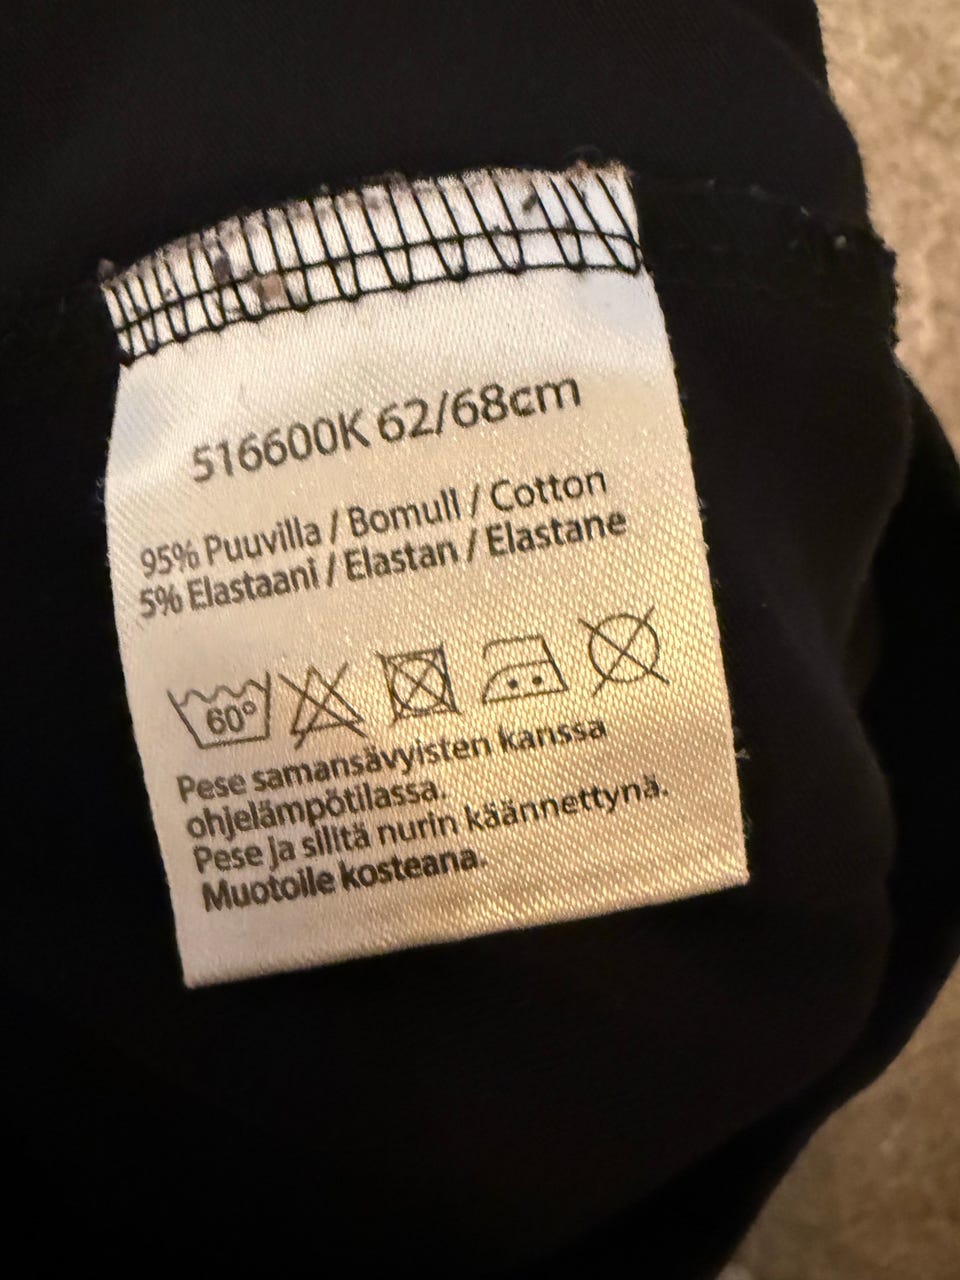 516600K 62/68cm
95% Puuvilla / Bomull / Cotton
5% Elastaani / Elastan / Elastane
60°
Pese samansävyisten kanssa
ohjelämpötilassa.
Pese ja silitä nurin käännettynä.
Muotoile kosteana.